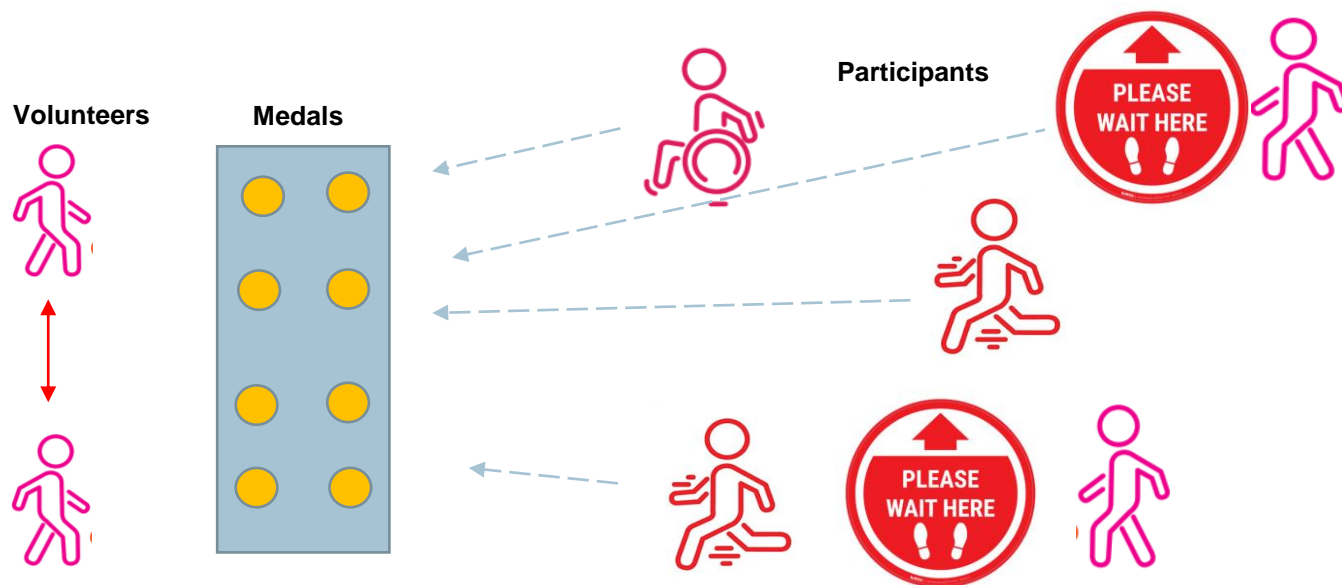 Participants
PLEASE
WAIT HERE
Volunteers
Medals
PLEASE
WAIT HERE